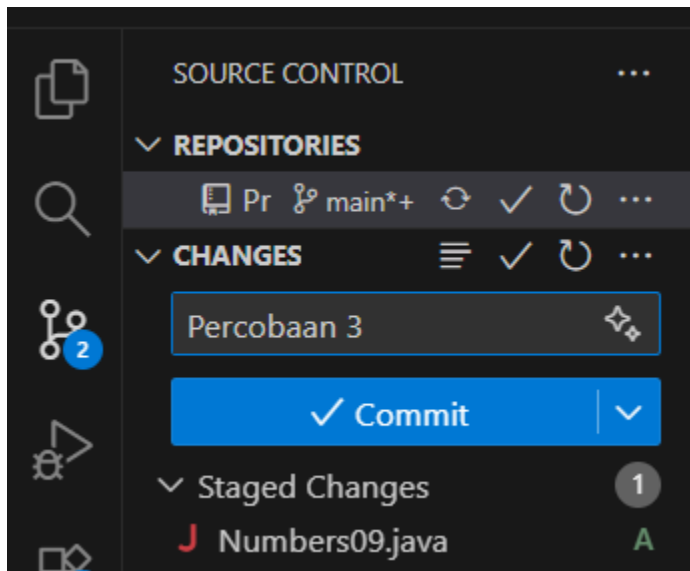 SOURCE CONTROL
REPOSITORIES
Pr main*+
CHANGES
Percobaan 3
2
Commit
Staged Changes 1
Numbers09.java A